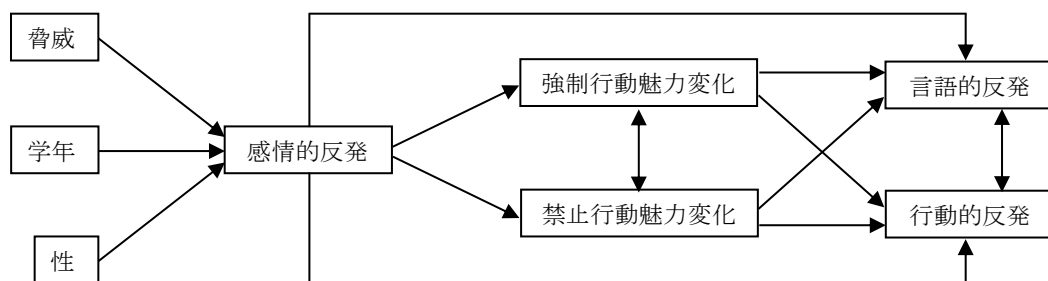 脅威
学年
性
感情的反発
強制行動魅力変化
禁止行動魅力変化
言語的反発
行動的反発